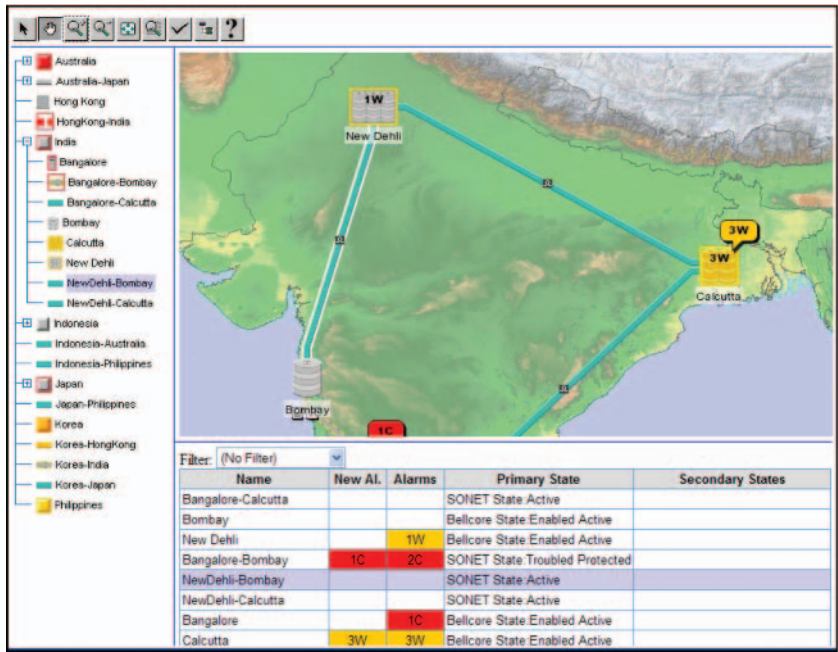 ?
Australia
Australia-Japan
Hong Kong
HongKong-India
India
Bangalore
Bangalore-Bombay
Bangalore-Calcutta
Bombay
Calcutta
New Dehli
NewDehli-Bombay
NewDehli-Calcutta
Indonesia
Indonesia-Australia
Indonesia-Philippines
Japan
Japan-Philippines
Korea
Korea-HongKong
Korea-India
Korea-Japan
Philippines
1W
New Dehli
3W
3W
Calcutta
Bombay
1C
Filter: (No Filter)
Name New Al. Alarms Primary State Secondary States
Bangalore-Calcutta SONET State:Active
Bombay Bellcore State:Enabled Active
New Dehli 1W Bellcore State:Enabled Active
Bangalore-Bombay 1C 2C SONET State:Troubled Protected
NewDehli-Bombay SONET State:Active
NewDehli-Calcutta SONET State:Active
Bangalore 1C Bellcore State:Enabled Active
Calcutta 3W 3W Bellcore State:Enabled Active